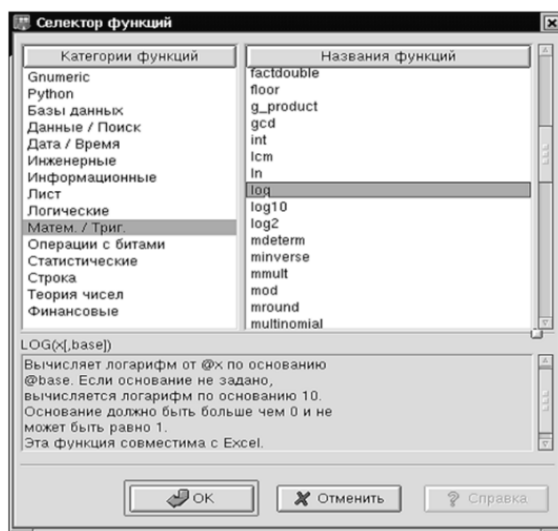 Селектор функций
Категории функций
Gnumeric
Python
Базы данных
Данные / Поиск
Дата / Время
Инженерные
Информационные
Лист
Логические
Матем. / Триг.
Операции с битами
Статистические
Строка
Теория чисел
Финансовые
Названия функций
factdouble
floor
g_product
gcd
int
lcm
ln
log
log10
log2
mdeterm
minverse
mmult
mod
mround
multinomial
LOG(x[,base])
Вычисляет логарифм от @x по основанию
@base. Если основание не задано,
вычисляется логарифм по основанию 10.
Основание должно быть больше чем 0 и не
может быть равно 1.
Эта функция совместима с Excel.
OK
Отменить
Справка